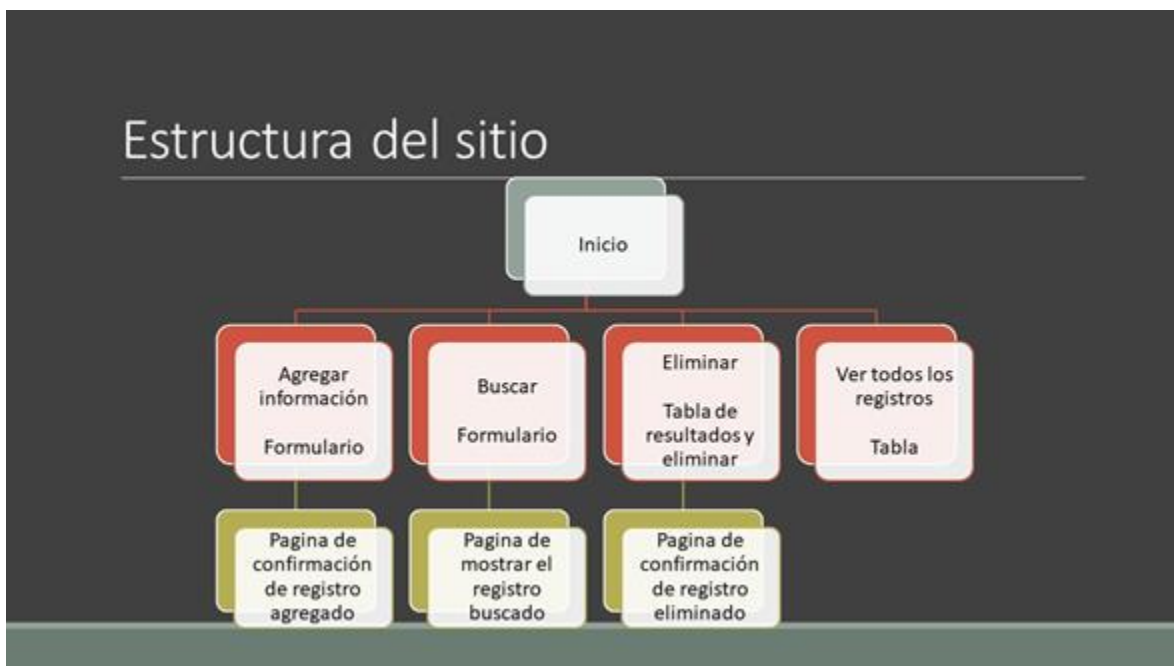 Estructura del sitio
Inicio
Agregar
información
Formulario
Buscar
Formulario
Eliminar
Tabla de
resultados y
eliminar
Ver todos los
registros
Tabla
Pagina de
confirmación
de registro
agregado
Pagina de
mostrar el
registro
buscado
Pagina de
confirmación
de registro
eliminado